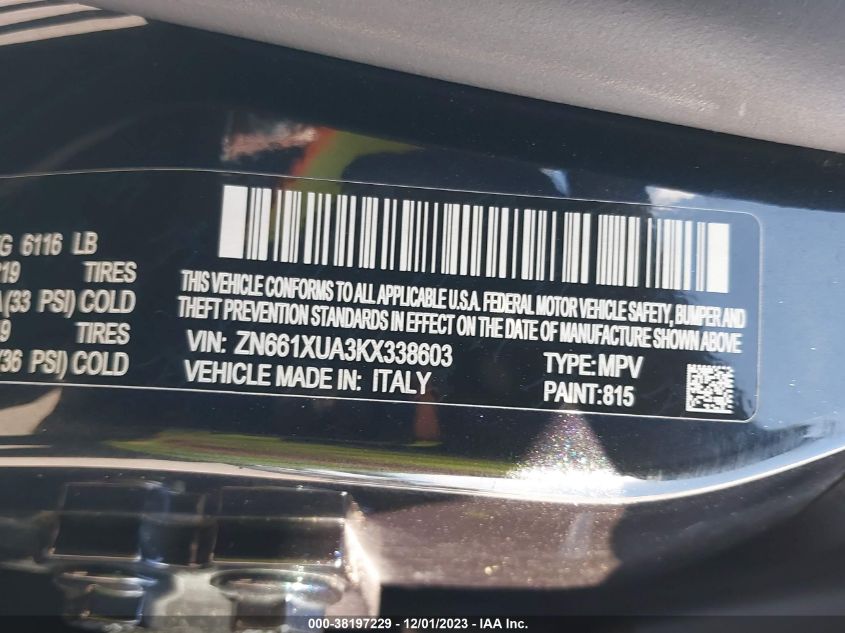 G 6116 LB
19 TIRES
(33 PSI) COLD
9 TIRES
36 PSI) COLD
THIS VEHICLE CONFORMS TO ALL APPLICABLE U.S.A. FEDERAL MOTOR VEHICLE SAFETY, BUMPER AND
THEFT PREVENTION STANDARDS IN EFFECT ON THE DATE OF MANUFACTURE SHOWN ABOVE
VIN: ZN661XUA3KX338603
VEHICLE MADE IN: ITALY
TYPE: MPV
PAINT: 815
000-38197229 - 12/01/2023 - IAA Inc.